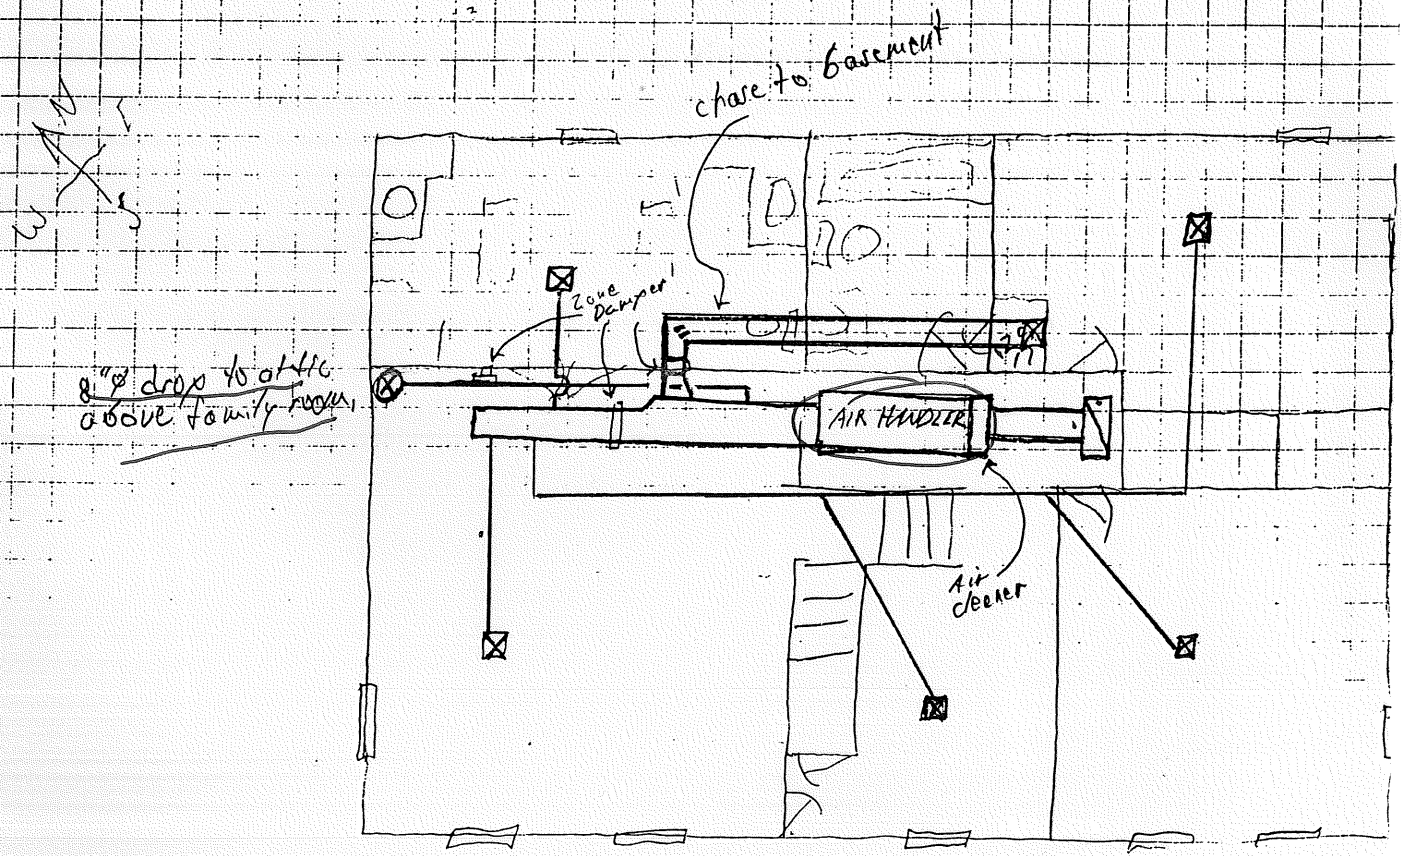 N
W
S
chase to basement
Zone
Damper
8"φ drop to attic
above family room,
AIR HANDLER
Air
cleaner